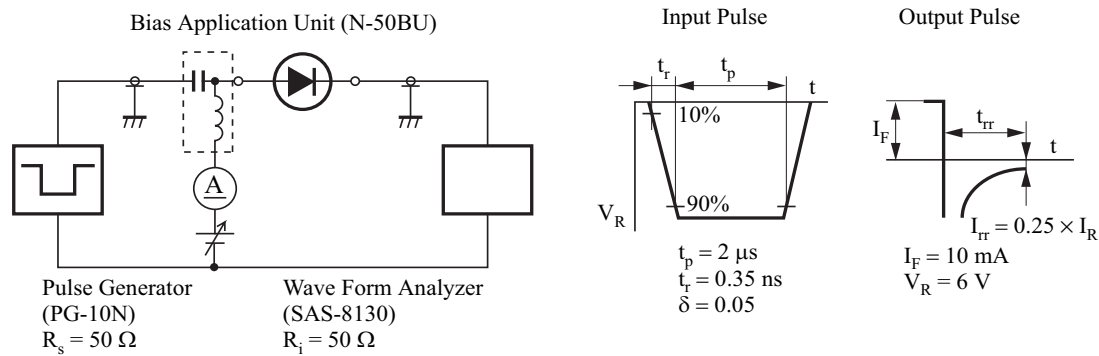 Bias Application Unit (N-50BU)
A
Pulse Generator
(PG-10N)
R_s = 50 Ω
Wave Form Analyzer
(SAS-8130)
R_i = 50 Ω
Input Pulse
t_r
t_p
t
10%
90%
V_R
t_p = 2 μs
t_r = 0.35 ns
δ = 0.05
Output Pulse
I_F
t_rr
t
I_rr = 0.25 × I_R
I_F = 10 mA
V_R = 6 V